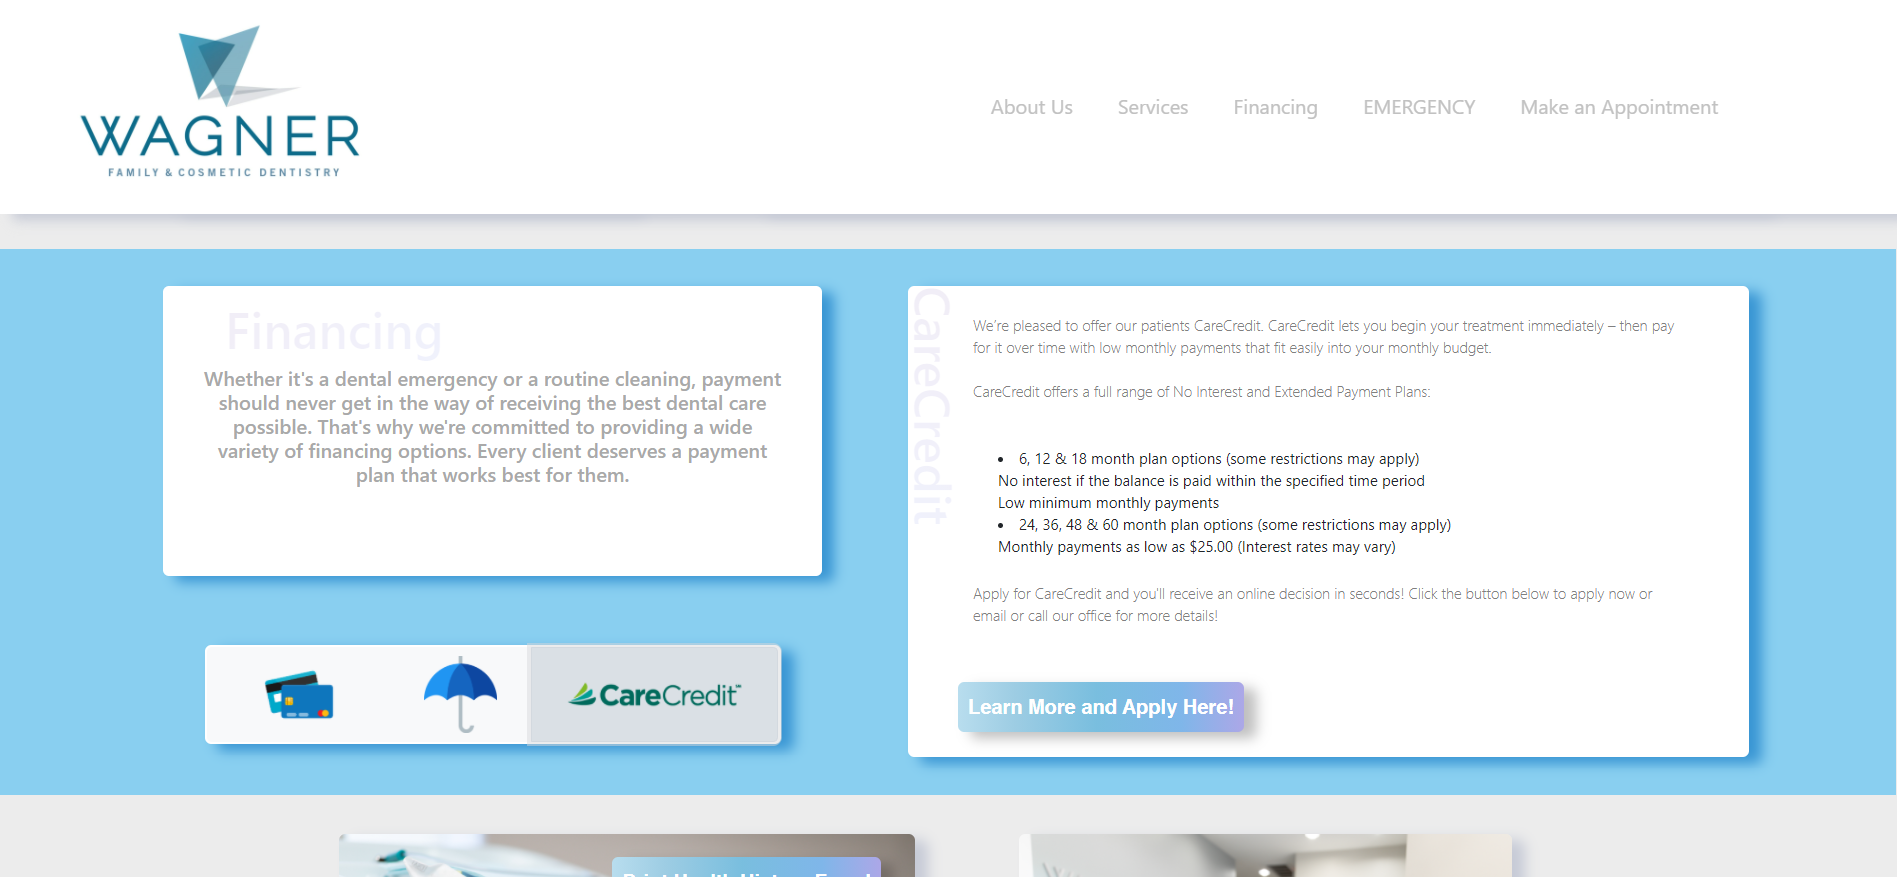 WAGNER
FAMILY & COSMETIC DENTISTRY
About Us
Services
Financing
EMERGENCY
Make an Appointment
Financing
Whether it's a dental emergency or a routine cleaning, payment
should never get in the way of receiving the best dental care
possible. That's why we're committed to providing a wide
variety of financing options. Every client deserves a payment
plan that works best for them.
CareCredit
CareCredit
We’re pleased to offer our patients CareCredit. CareCredit lets you begin your treatment immediately – then pay
for it over time with low monthly payments that fit easily into your monthly budget.
CareCredit offers a full range of No Interest and Extended Payment Plans:
• 6, 12 & 18 month plan options (some restrictions may apply)
No interest if the balance is paid within the specified time period
Low minimum monthly payments
• 24, 36, 48 & 60 month plan options (some restrictions may apply)
Monthly payments as low as $25.00 (Interest rates may vary)
Apply for CareCredit and you’ll receive an online decision in seconds! Click the button below to apply now or
email or call our office for more details!
Learn More and Apply Here!
Print Health History Form!